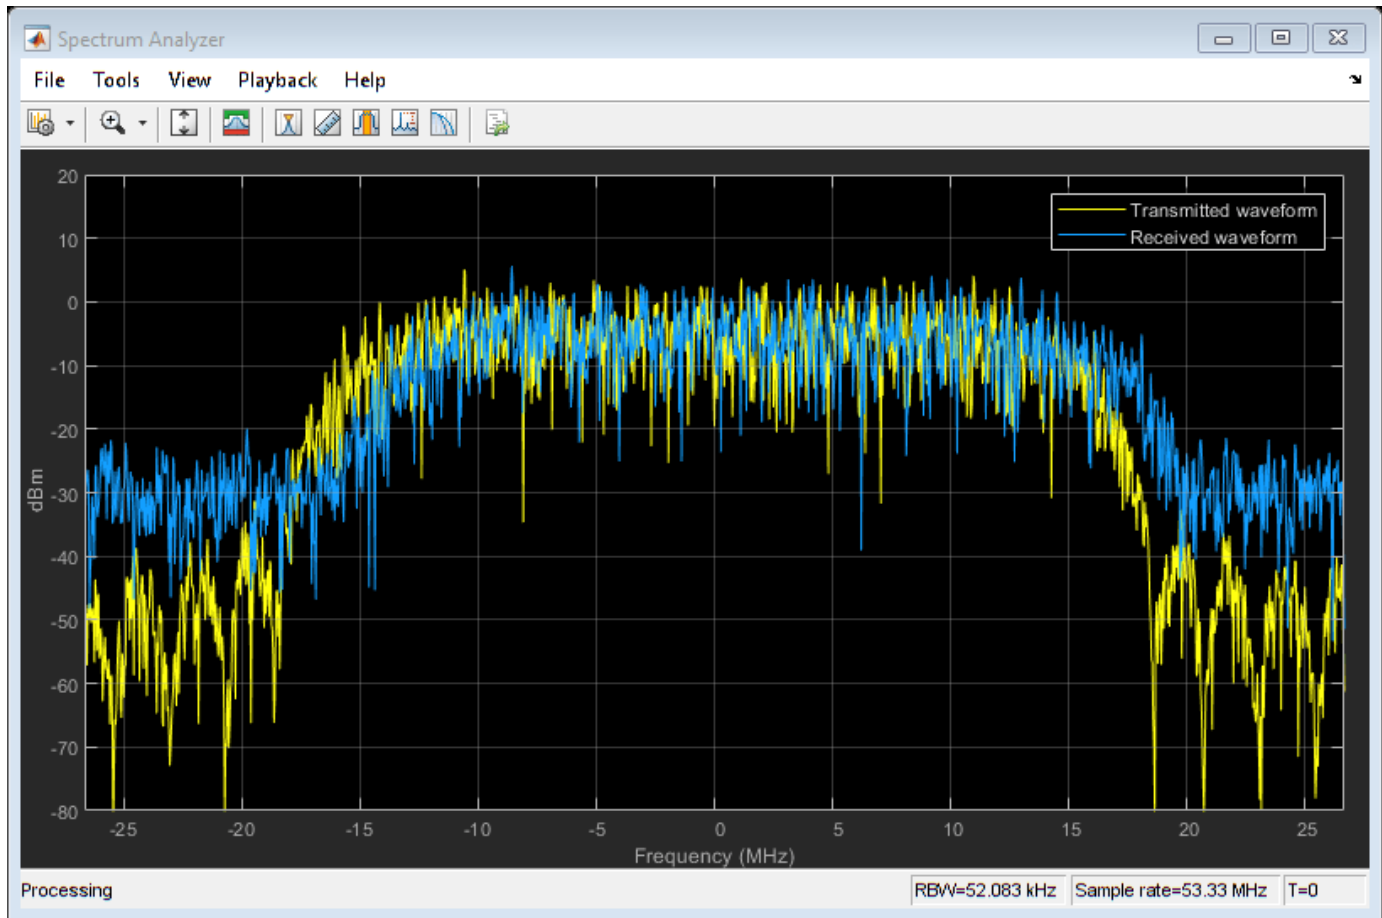 Spectrum Analyzer
File Tools View Playback Help
20
10
0
-10
-20
-30
-40
-50
-60
-70
-80
dBm
Transmitted waveform
Received waveform
-25 -20 -15 -10 -5 0 5 10 15 20 25
Frequency (MHz)
Processing RBW=52.083 kHz Sample rate=53.33 MHz T=0